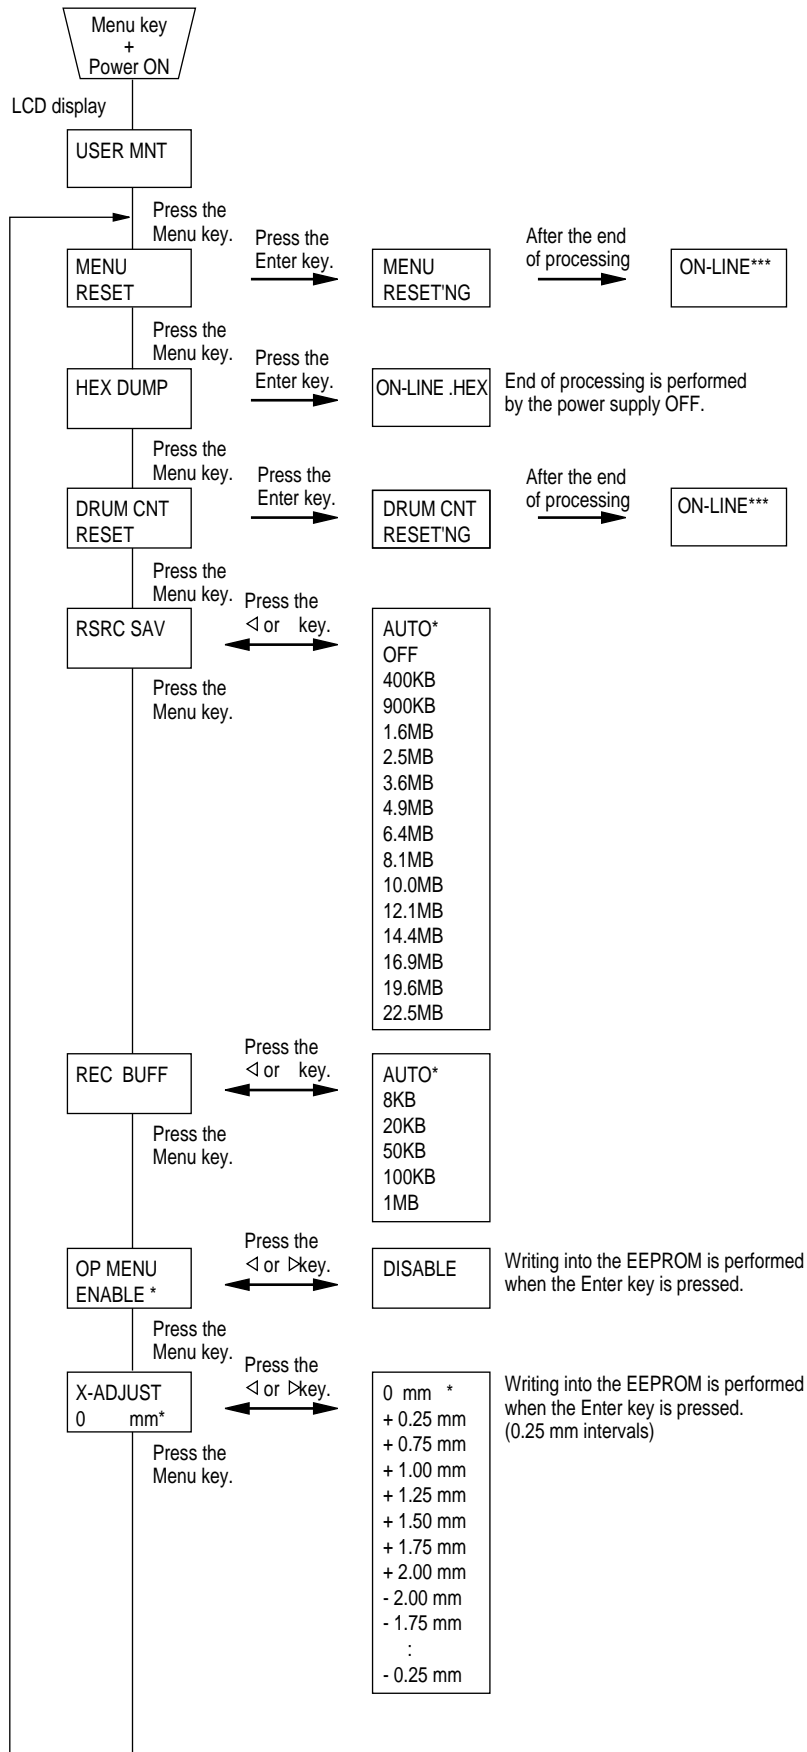 Menu key
+
Power ON
LCD display
USER MNT
Press the
Menu key.
Press the
Enter key.
After the end
of processing
MENU
RESET
MENU
RESET'NG
ON-LINE***
Press the
Menu key.
Press the
Enter key.
HEX DUMP
ON-LINE .HEX
End of processing is performed
by the power supply OFF.
Press the
Menu key.
Press the
Enter key.
After the end
of processing
DRUM CNT
RESET
DRUM CNT
RESET'NG
ON-LINE***
Press the
Menu key.
Press the
◁ or key.
RSRC SAV
AUTO*
OFF
400KB
900KB
1.6MB
2.5MB
3.6MB
4.9MB
6.4MB
8.1MB
10.0MB
12.1MB
14.4MB
16.9MB
19.6MB
22.5MB
Press the
Menu key.
Press the
◁ or key.
REC BUFF
AUTO*
8KB
20KB
50KB
100KB
1MB
Press the
Menu key.
Press the
◁ or ▷key.
OP MENU
ENABLE *
DISABLE
Writing into the EEPROM is performed
when the Enter key is pressed.
Press the
Menu key.
Press the
◁ or ▷key.
X-ADJUST
0 mm*
0 mm *
+ 0.25 mm
+ 0.75 mm
+ 1.00 mm
+ 1.25 mm
+ 1.50 mm
+ 1.75 mm
+ 2.00 mm
- 2.00 mm
- 1.75 mm
:
- 0.25 mm
Writing into the EEPROM is performed
when the Enter key is pressed.
(0.25 mm intervals)
Press the
Menu key.